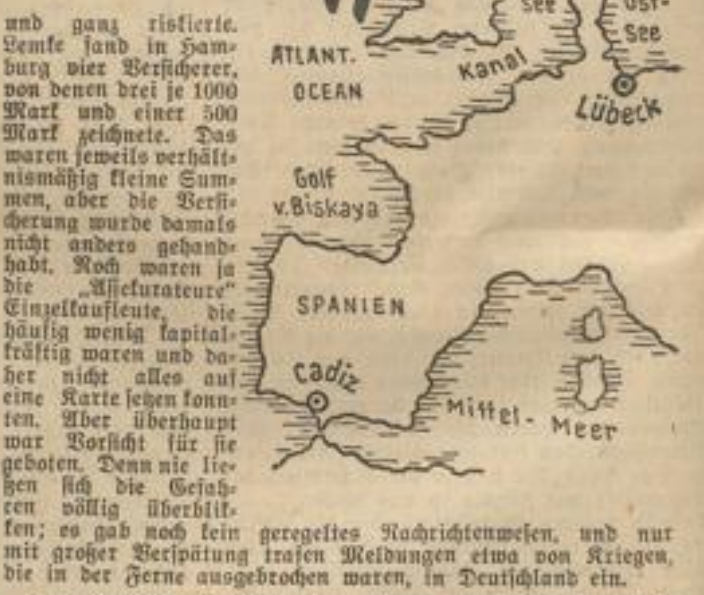 und ganz riskierte.
Lemke fand in Ham-
burg vier Versicherer,
von denen drei je 1000
Mark und einer 500
Mark zeichnete. Das
waren jeweils verhält-
nismäßig kleine Sum-
men, aber die Versi-
cherung wurde damals
nicht anders gehand-
habt. Noch waren ja
die „Assekurateure“
Einzelkaufleute, die
häufig wenig kapital-
kräftig waren und da-
her nicht alles auf
eine Karte setzen konn-
ten. Aber überhaupt
war Vorsicht für sie
geboten. Denn nie lie-
ßen sich die Gefah-
ren völlig überblik-
ken; es gab noch kein geregeltes Nachrichtenwesen, und nur
mit großer Verspätung trafen Meldungen etwa von Kriegen,
die in der Ferne ausgebrochen waren, in Deutschland ein.
See
Ost-
See
ATLANT.
OCEAN
Kanal
Lübeck
Golf
v. Biskaya
SPANIEN
Cadiz
Mittel-Meer